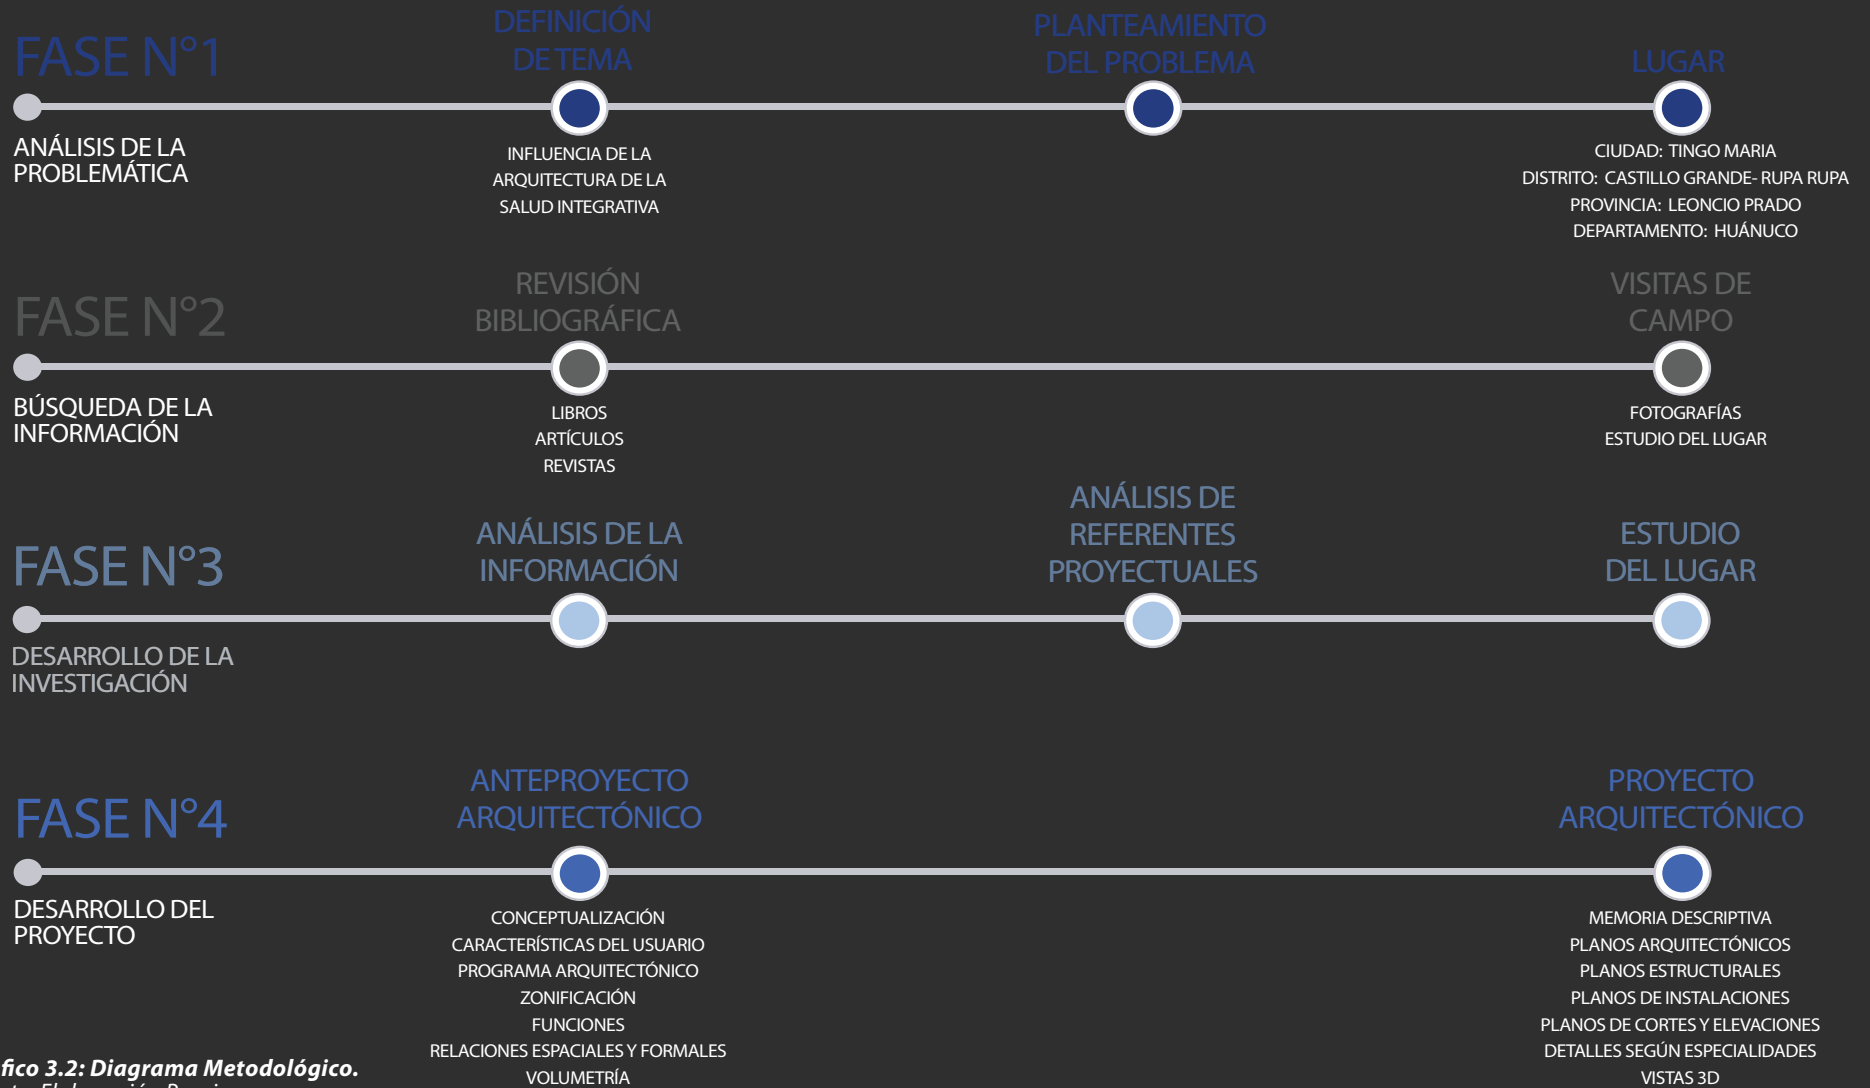 FASE N°1
ANÁLISIS DE LA
PROBLEMÁTICA
DEFINICIÓN
DE TEMA
INFLUENCIA DE LA
ARQUITECTURA DE LA
SALUD INTEGRATIVA
PLANTEAMIENTO
DEL PROBLEMA
LUGAR
CIUDAD: TINGO MARIA
DISTRITO: CASTILLO GRANDE- RUPA RUPA
PROVINCIA: LEONCIO PRADO
DEPARTAMENTO: HUÁNUCO
FASE N°2
BÚSQUEDA DE LA
INFORMACIÓN
REVISIÓN
BIBLIOGRÁFICA
LIBROS
ARTÍCULOS
REVISTAS
VISITAS DE
CAMPO
FOTOGRAFÍAS
ESTUDIO DEL LUGAR
FASE N°3
DESARROLLO DE LA
INVESTIGACIÓN
ANÁLISIS DE LA
INFORMACIÓN
ANÁLISIS DE
REFERENTES
PROYECTUALES
ESTUDIO
DEL LUGAR
FASE N°4
DESARROLLO DEL
PROYECTO
ANTEPROYECTO
ARQUITECTÓNICO
CONCEPTUALIZACIÓN
CARACTERÍSTICAS DEL USUARIO
PROGRAMA ARQUITECTÓNICO
ZONIFICACIÓN
FUNCIONES
RELACIONES ESPACIALES Y FORMALES
VOLUMETRÍA
PROYECTO
ARQUITECTÓNICO
MEMORIA DESCRIPTIVA
PLANOS ARQUITECTÓNICOS
PLANOS ESTRUCTURALES
PLANOS DE INSTALACIONES
PLANOS DE CORTES Y ELEVACIONES
DETALLES SEGÚN ESPECIALIDADES
VISTAS 3D
fico 3.2: Diagrama Metodológico.